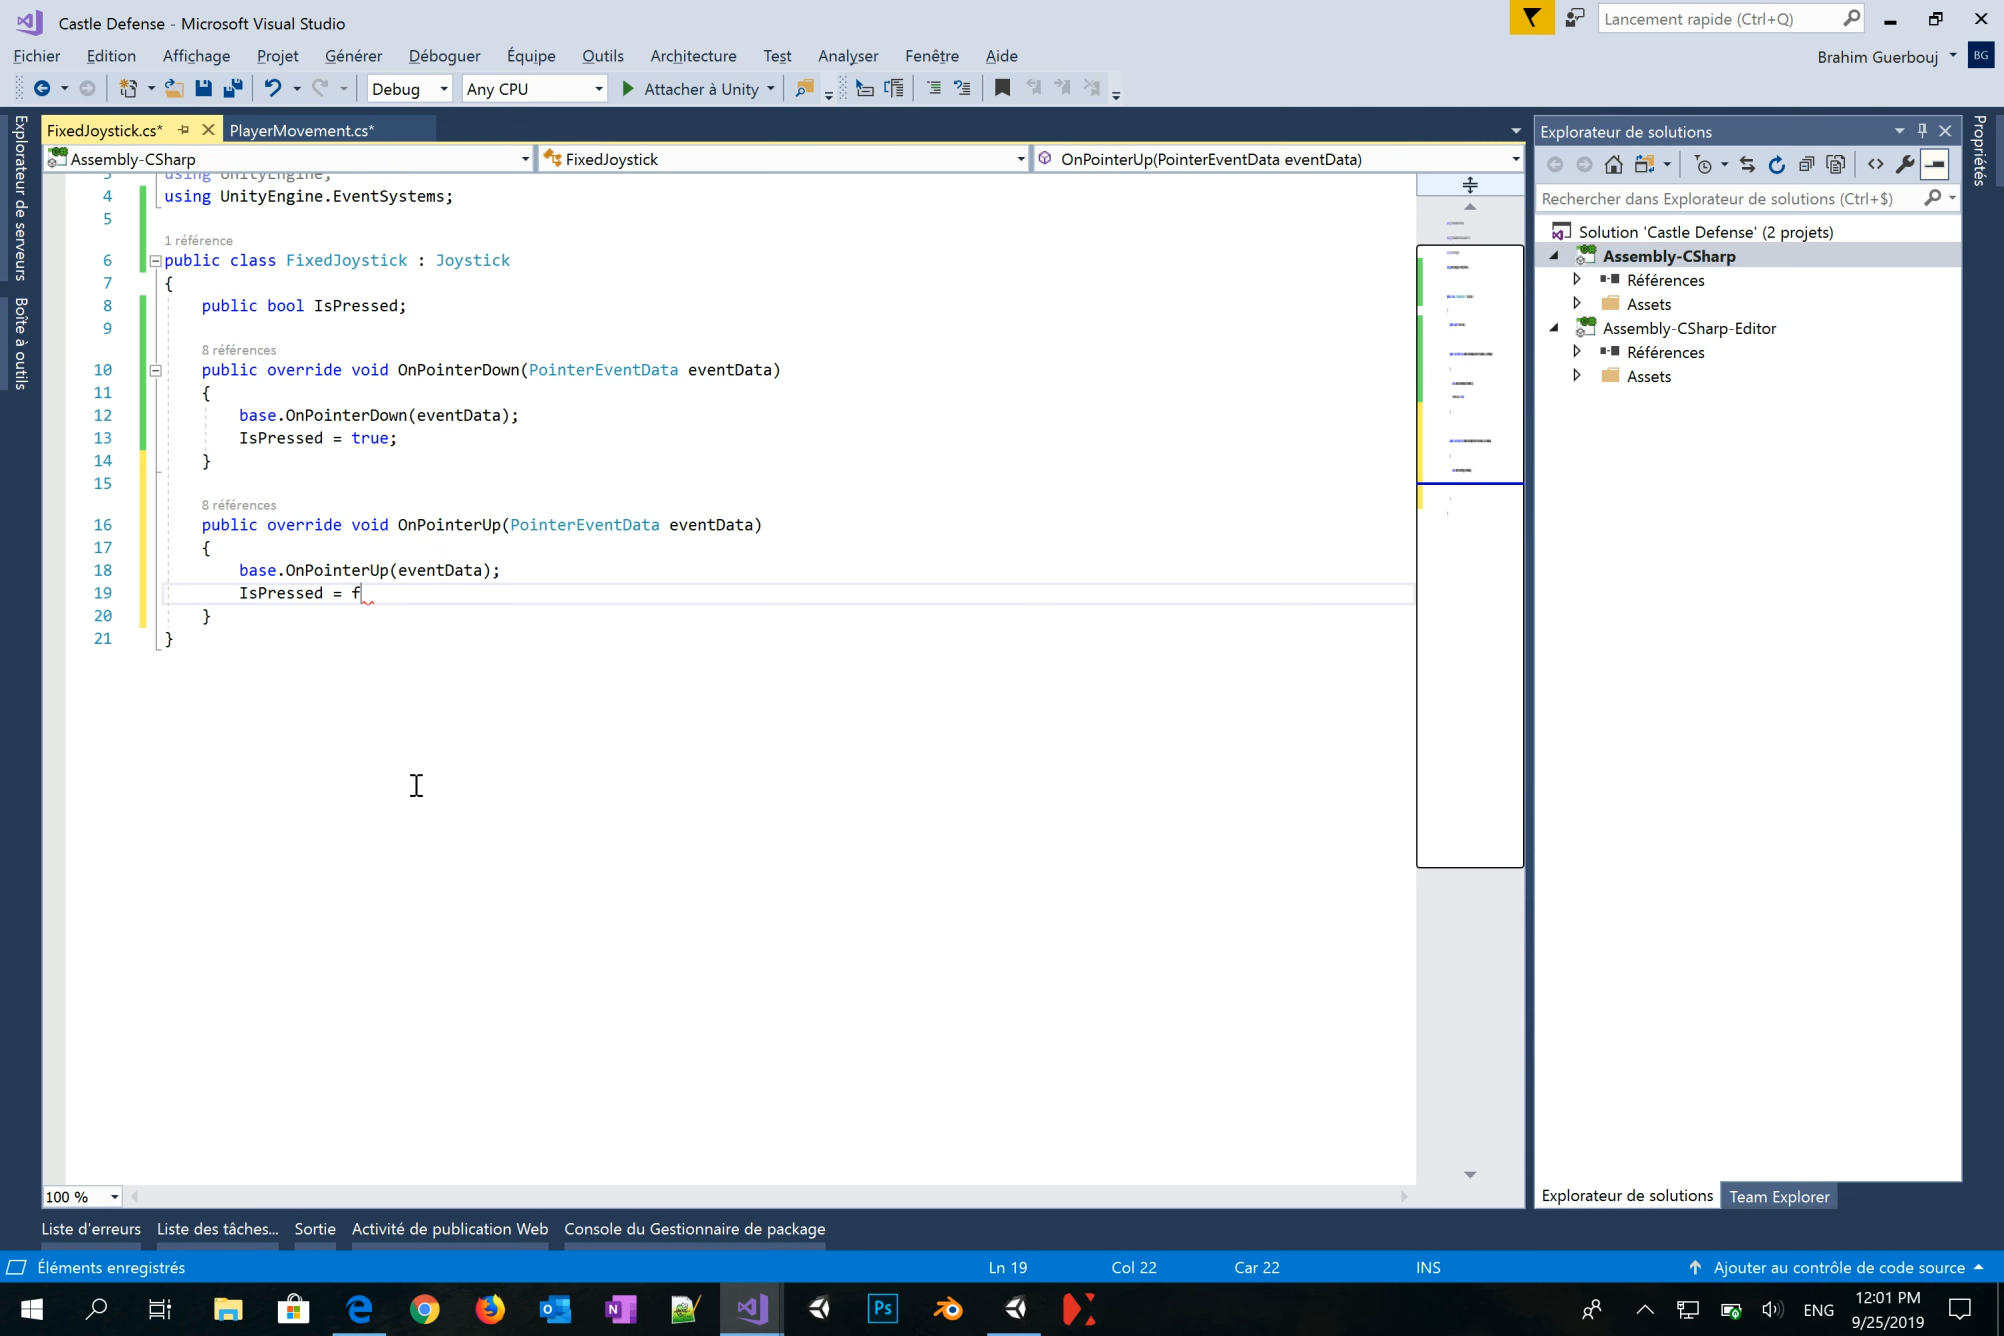 Castle Defense - Microsoft Visual Studio
Lancement rapide (Ctrl+Q)
Fichier Edition Affichage Projet Générer Déboguer Équipe Outils Architecture Test Analyser Fenêtre Aide
Brahim Guerbouj BG
Debug Any CPU Attacher à Unity
Explorateur de serveurs
Boîte à outils
FixedJoystick.cs* PlayerMovement.cs*
Assembly-CSharp FixedJoystick OnPointerUp(PointerEventData eventData)
3 using UnityEngine;
4 using UnityEngine.EventSystems;
5
1 référence
6 public class FixedJoystick : Joystick
7 {
8 public bool IsPressed;
9
8 références
10 public override void OnPointerDown(PointerEventData eventData)
11 {
12 base.OnPointerDown(eventData);
13 IsPressed = true;
14 }
15
8 références
16 public override void OnPointerUp(PointerEventData eventData)
17 {
18 base.OnPointerUp(eventData);
19 IsPressed = f
20 }
21 }
100 %
Explorateur de solutions
Rechercher dans Explorateur de solutions (Ctrl+$)
Solution 'Castle Defense' (2 projets)
Assembly-CSharp
Références
Assets
Assembly-CSharp-Editor
Références
Assets
Explorateur de solutions Team Explorer
Propriétés
Liste d'erreurs Liste des tâches... Sortie Activité de publication Web Console du Gestionnaire de package
Éléments enregistrés Ln 19 Col 22 Car 22 INS Ajouter au contrôle de code source
Ps
ENG
12:01 PM
9/25/2019